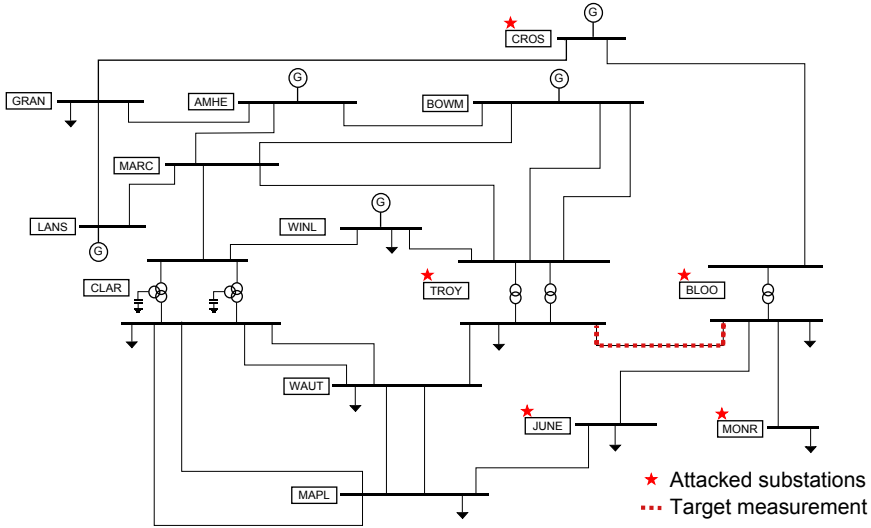 G
CROS
G
G
GRAN
AMHE
BOWM
MARC
G
LANS
WINL
G
CLAR
TROY
BLOO
WAUT
JUNE
MONR
MAPL
Attacked substations
Target measurement